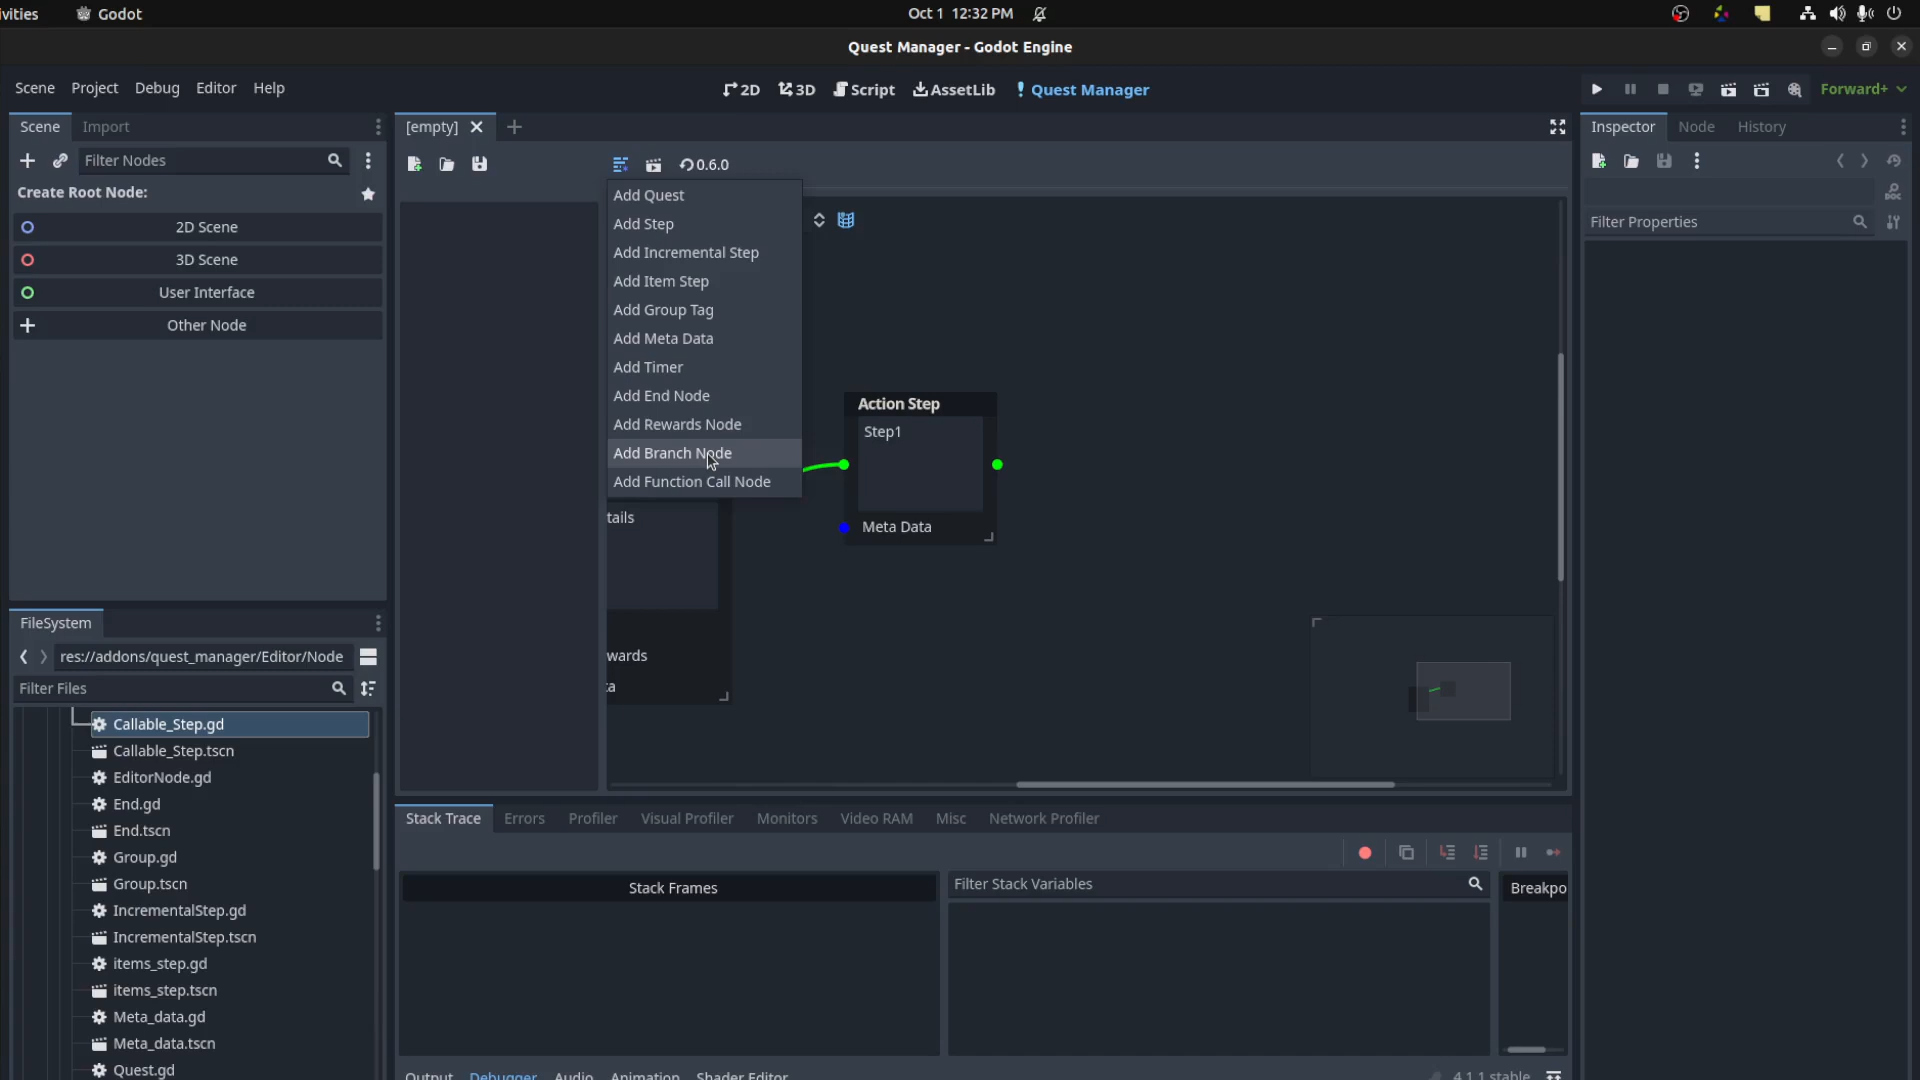 ivities
Godot
Oct 1 12:32 PM
Quest Manager - Godot Engine
Scene Project Debug Editor Help
2D 3D Script AssetLib Quest Manager
Forward+
Scene Import
[empty]
Inspector Node History
Filter Nodes
0.6.0
Create Root Node:
2D Scene
3D Scene
User Interface
Other Node
Add Quest
Add Step
Add Incremental Step
Add Item Step
Add Group Tag
Add Meta Data
Add Timer
Add End Node
Add Rewards Node
Add Branch Node
Add Function Call Node
Filter Properties
DOC
Action Step
Step1
Meta Data
tails
wards
ta
FileSystem
res://addons/quest_manager/Editor/Node
Filter Files
Callable_Step.gd
Callable_Step.tscn
EditorNode.gd
End.gd
End.tscn
Group.gd
Group.tscn
IncrementalStep.gd
IncrementalStep.tscn
items_step.gd
items_step.tscn
Meta_data.gd
Meta_data.tscn
Quest.gd
Stack Trace Errors Profiler Visual Profiler Monitors Video RAM Misc Network Profiler
Stack Frames
Filter Stack Variables
Breakpo
Output Debugger Audio Animation Shader Editor
4.1.1.stable